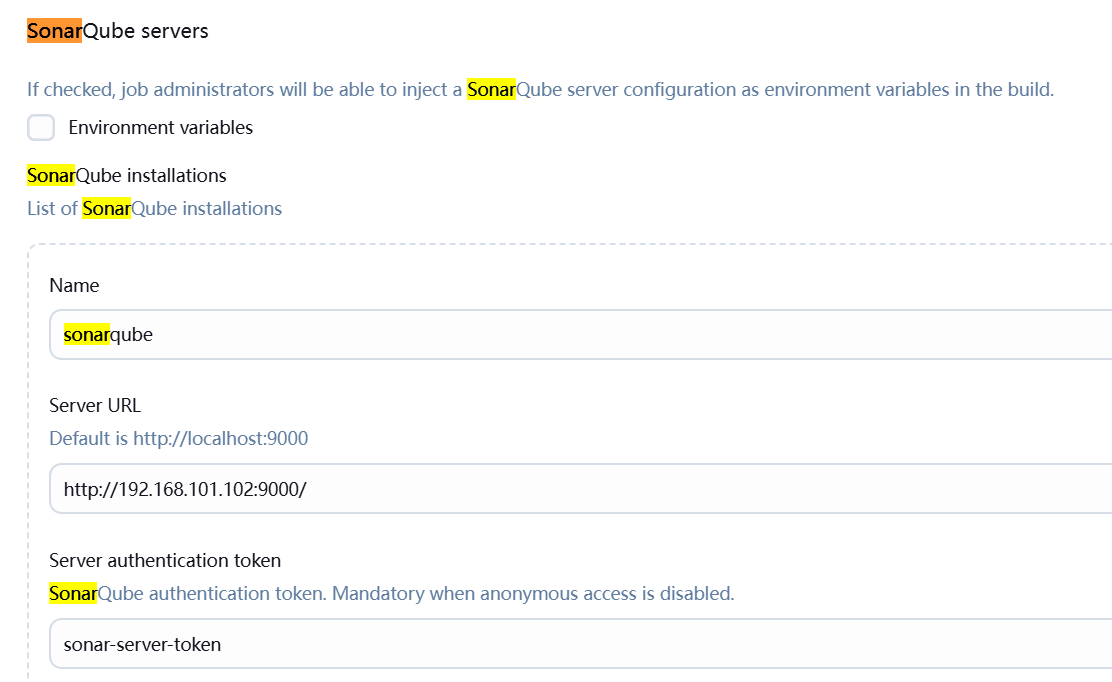 SonarQube servers
If checked, job administrators will be able to inject a SonarQube server configuration as environment variables in the build.
Environment variables
SonarQube installations
List of SonarQube installations
Name
sonarqube
Server URL
Default is http://localhost:9000
http://192.168.101.102:9000/
Server authentication token
SonarQube authentication token. Mandatory when anonymous access is disabled.
sonar-server-token